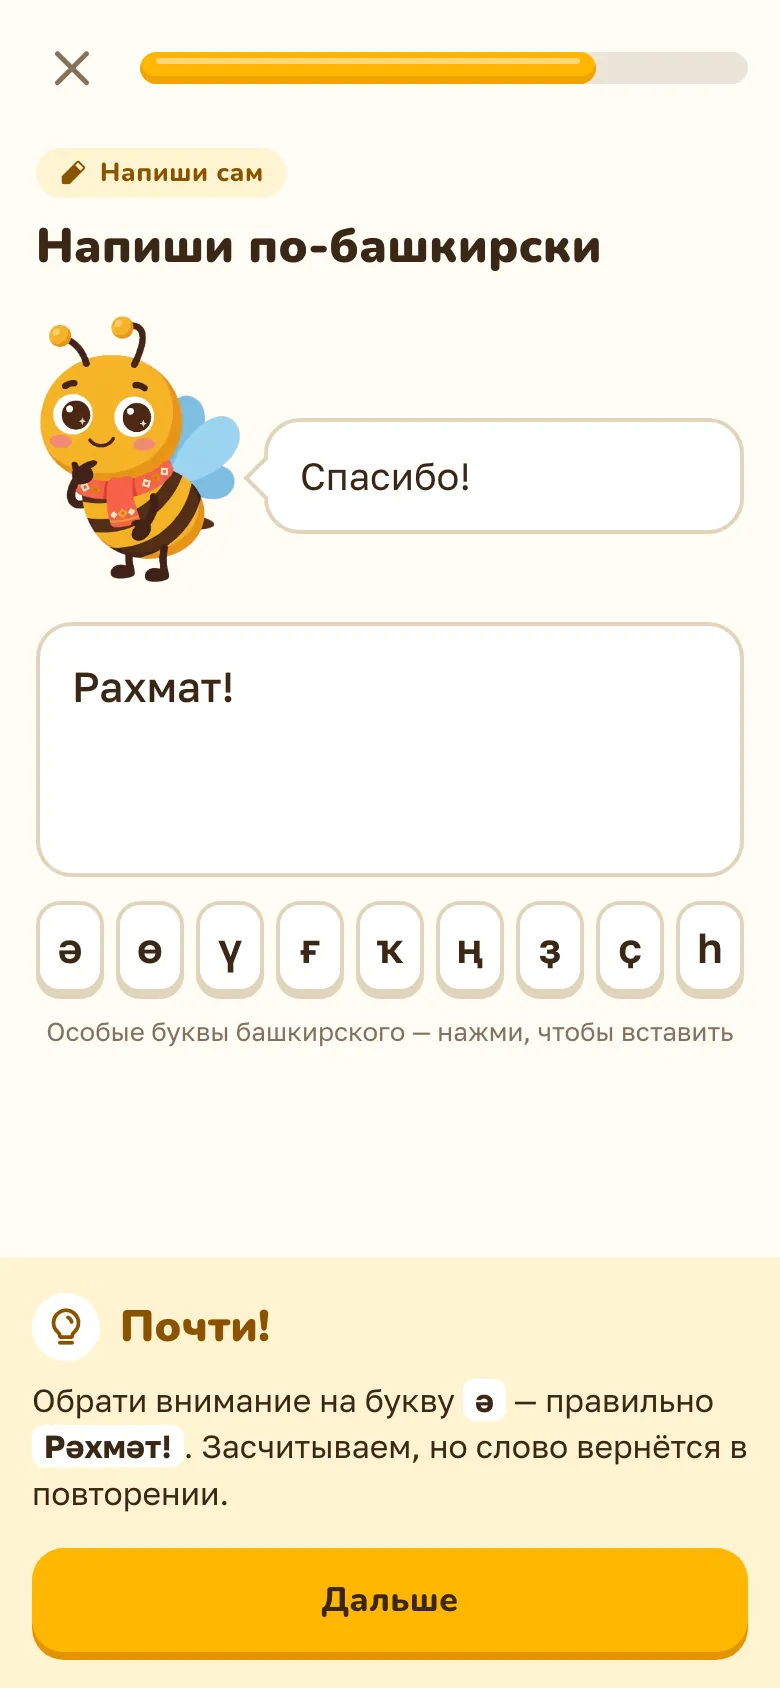 Напиши сам
Напиши по-башкирски
Спасибо!
Рахмат!
ә ө ү ғ ҡ ң ҙ ҫ һ
Особые буквы башкирского — нажми, чтобы вставить
Почти!
Обрати внимание на букву ә — правильно
Рәхмәт! . Засчитываем, но слово вернётся в
повторении.
Дальше